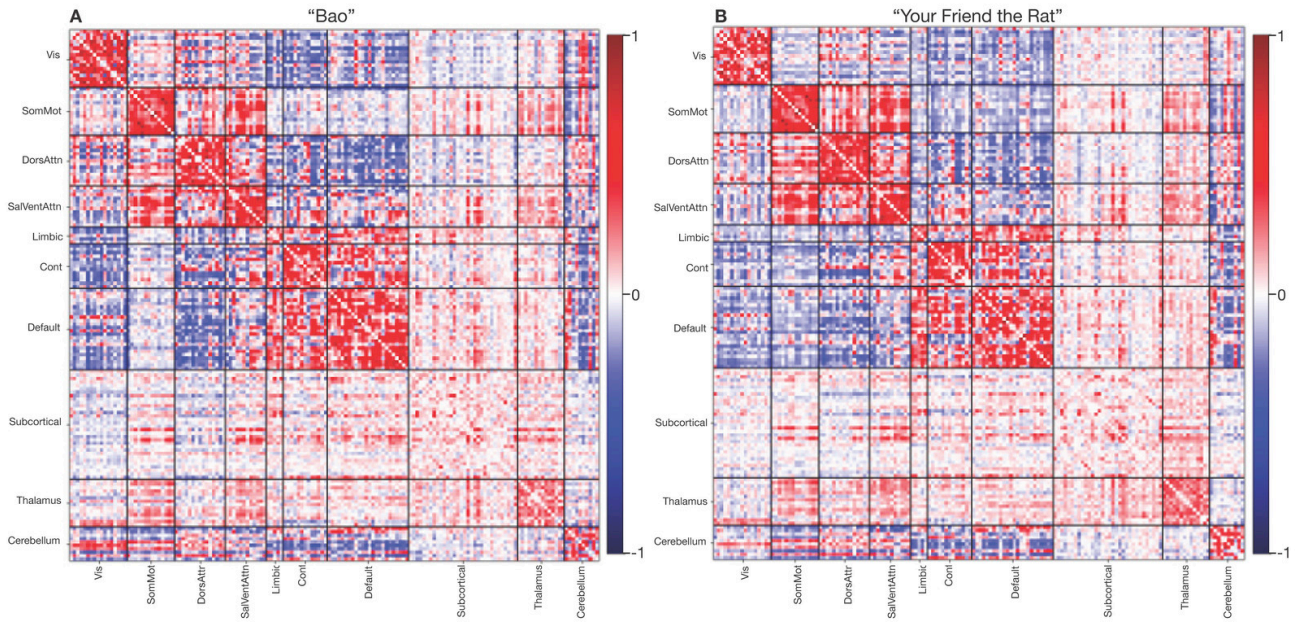 A
"Bao"
Vis
SomMot
DorsAttn
SalVentAttn
Limbic
Cont
Default
Subcortical
Thalamus
Cerebellum
1
0
-1
Vis
SomMot
DorsAttr
SalVentAttn
Limbic
Cont
Default
Subcortical
Thalamus
Cerebellum
B
"Your Friend the Rat"
Vis
SomMot
DorsAttn
SalVentAttn
Limbic
Cont
Default
Subcortical
Thalamus
Cerebellum
1
0
-1
Vis
SomMot
DorsAttr
SalVentAttn
Limbic
Cont
Default
Subcortical
Thalamus
Cerebellum